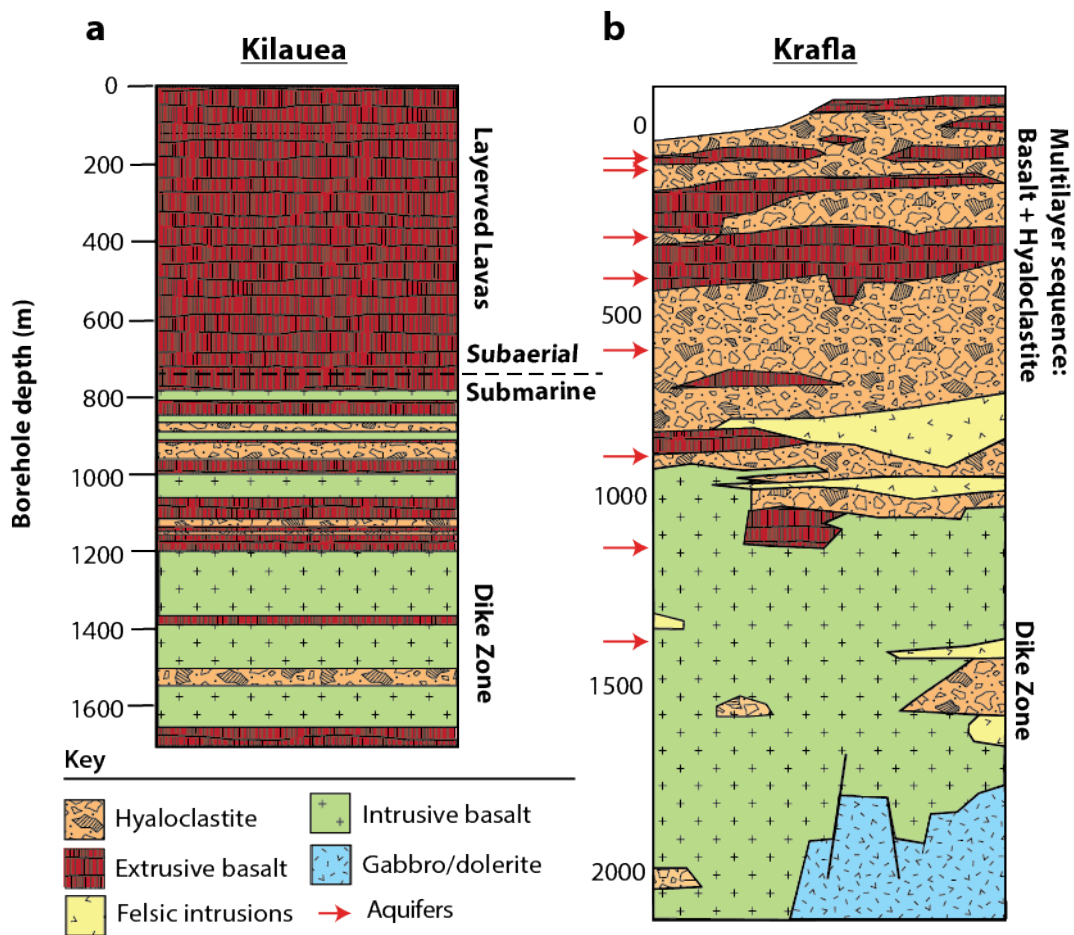 a
Kilauea
b
Krafla
Borehole depth (m)
0
200
400
600
800
1000
1200
1400
1600
Layerved Lavas
Subaerial
Submarine
Dike Zone
0
500
1000
1500
2000
Multilayer sequence:
Basalt + Hyaloclastite
Dike Zone
Key
Hyaloclastite
Extrusive basalt
Felsic intrusions
Intrusive basalt
Gabbro/dolerite
Aquifers